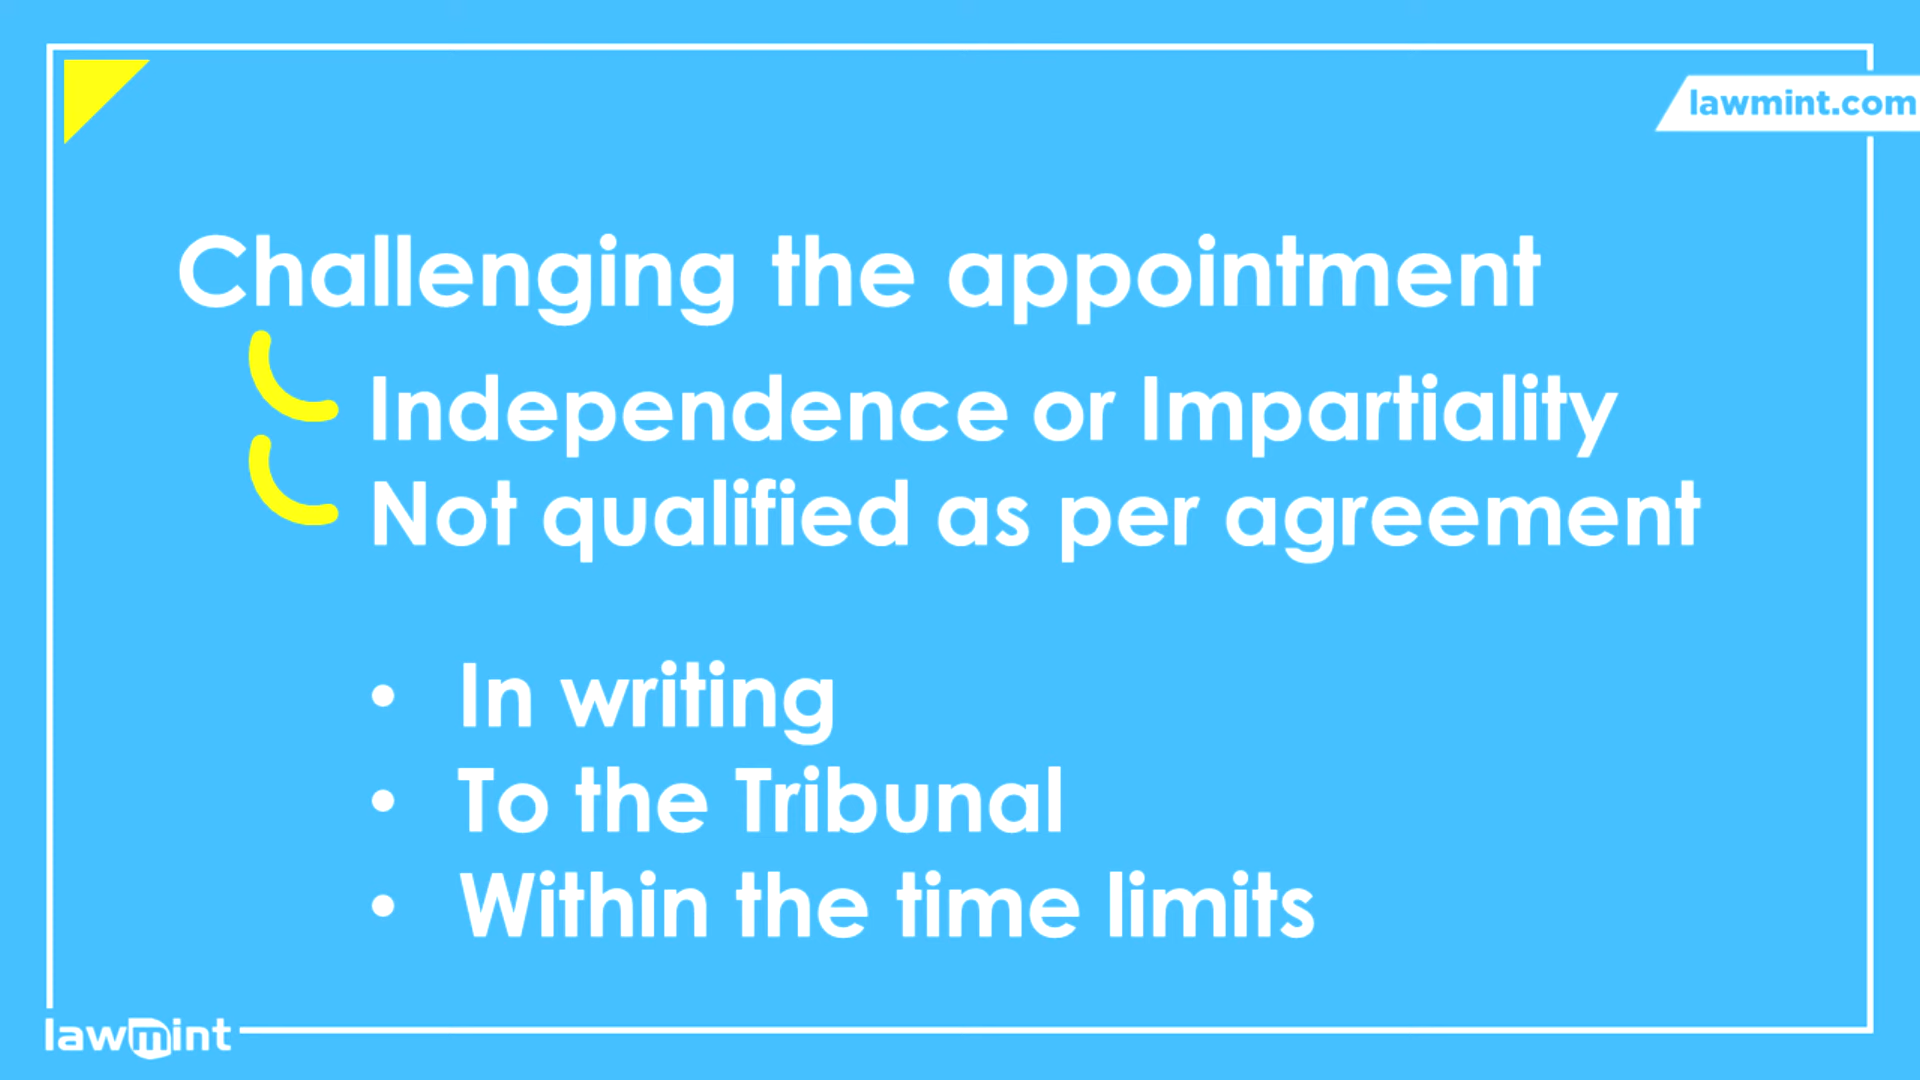 lawmint.com
Challenging the appointment
Independence or Impartiality
Not qualified as per agreement
• In writing
• To the Tribunal
• Within the time limits
lawmint